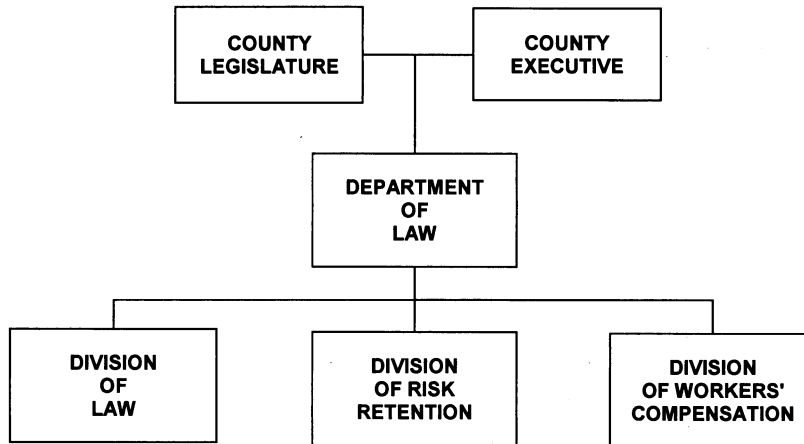 COUNTY
LEGISLATURE
COUNTY
EXECUTIVE
DEPARTMENT
OF
LAW
DIVISION
OF
LAW
DIVISION
OF RISK
RETENTION
DIVISION
OF WORKERS'
COMPENSATION